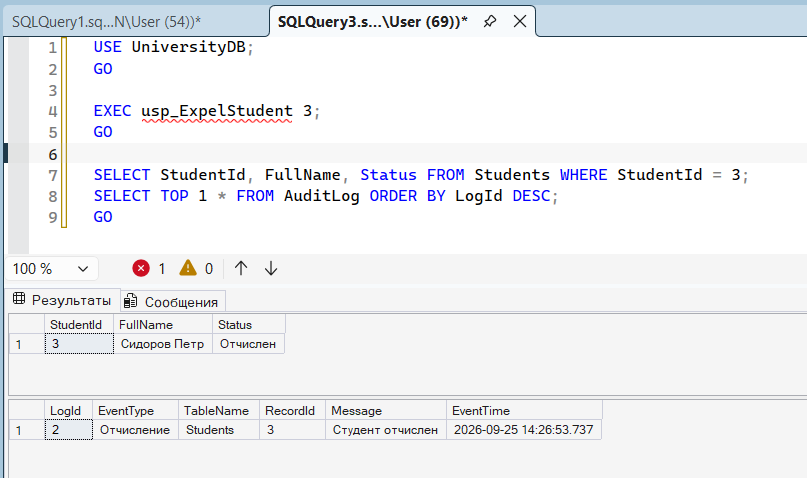 SQLQuery1.sq...N\User (54))*
SQLQuery3.s...\User (69))*
1 USE UniversityDB;
2 GO
3
4 EXEC usp_ExpelStudent 3;
5 GO
6
7 SELECT StudentId, FullName, Status FROM Students WHERE StudentId = 3;
8 SELECT TOP 1 * FROM AuditLog ORDER BY LogId DESC;
9 GO
100 % 1 0
Результаты Сообщения
StudentId FullName Status
1 3 Сидоров Петр Отчислен
LogId EventType TableName RecordId Message EventTime
1 2 Отчисление Students 3 Студент отчислен 2026-09-25 14:26:53.737